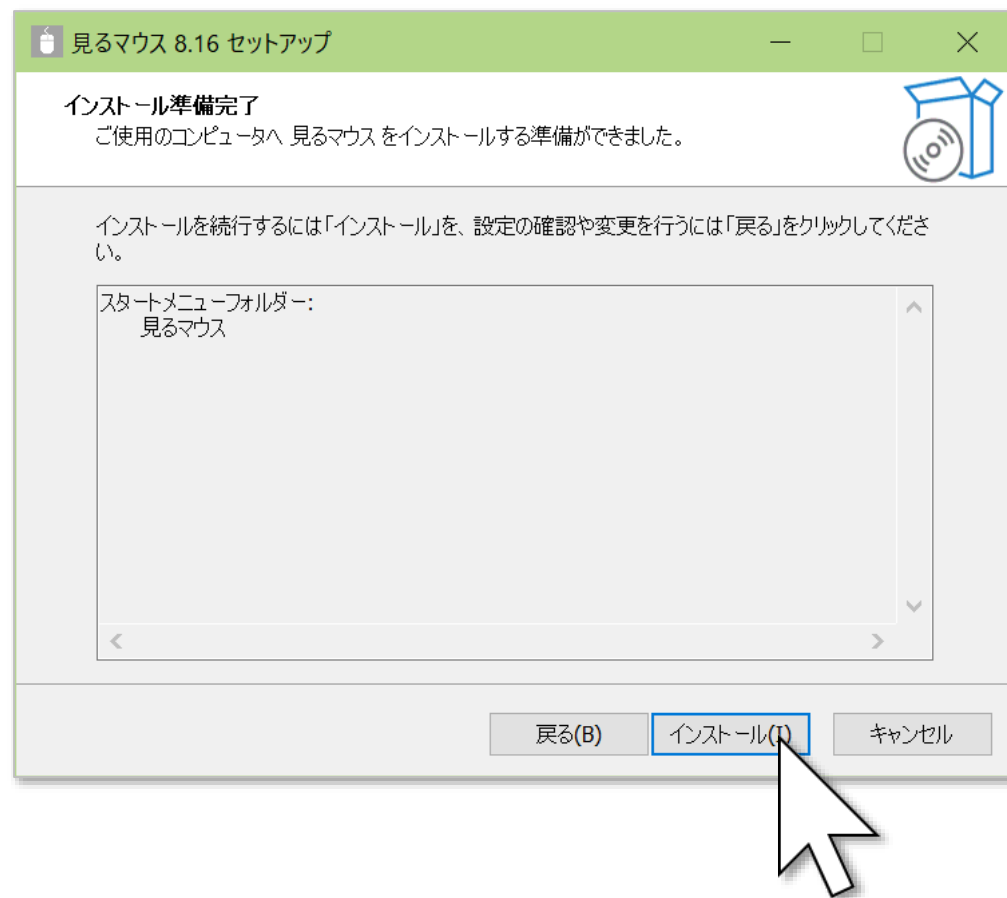 見るマウス 8.16 セットアップ
インストール準備完了
ご使用のコンピュータへ 見るマウス をインストールする準備ができました。
インストールを続行するには「インストール」を、設定の確認や変更を行うには「戻る」をクリックしてくださ
い。
スタートメニューフォルダー:
見るマウス
戻る(B)
インストール(I)
キャンセル